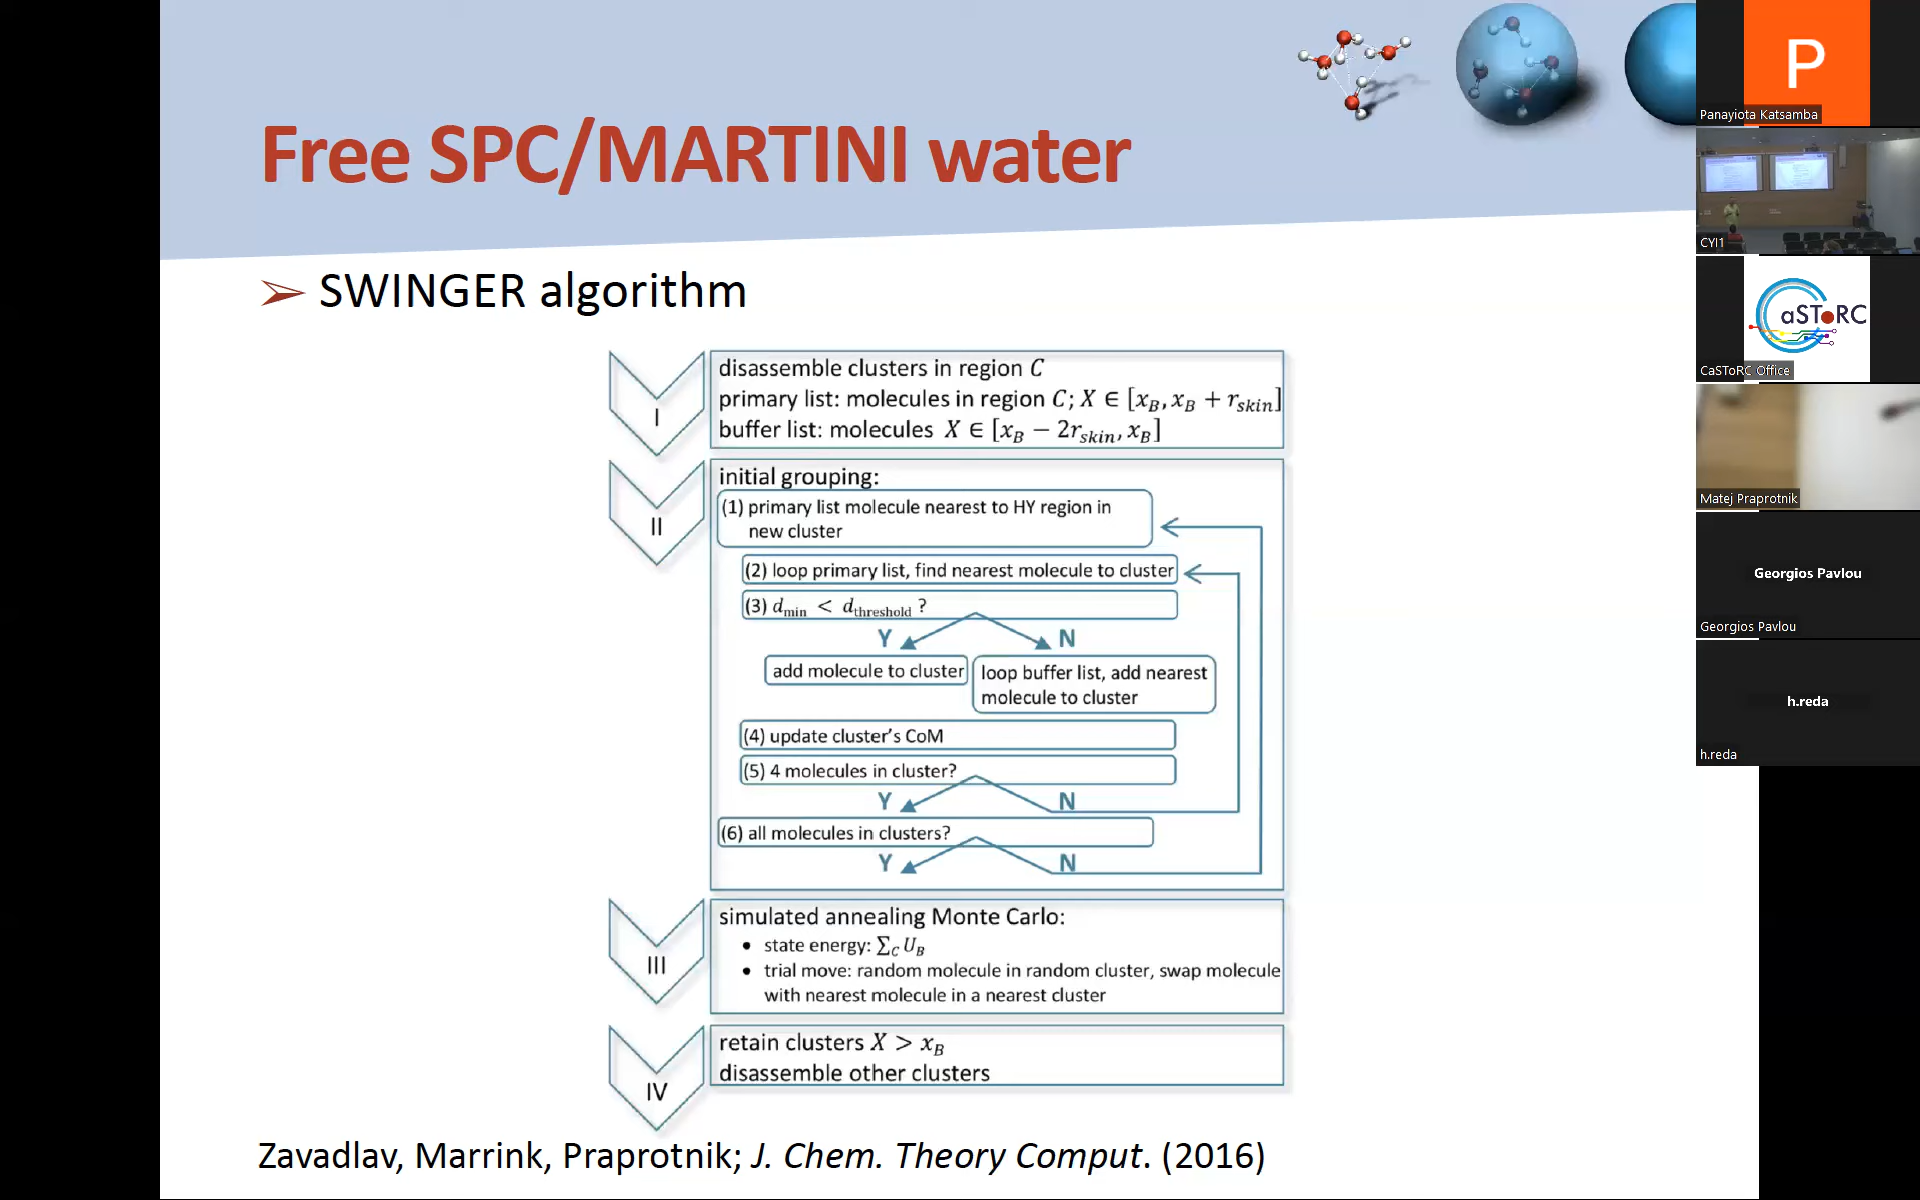 Free SPC/MARTINI water
➢ SWINGER algorithm
I
disassemble clusters in region C
primary list: molecules in region C; X ∈ [x_B, x_B + r_skin]
buffer list: molecules X ∈ [x_B − 2r_skin, x_B]
II
initial grouping:
(1) primary list molecule nearest to HY region in
new cluster
(2) loop primary list, find nearest molecule to cluster
(3) d_min < d_threshold ?
Y N
add molecule to cluster
loop buffer list, add nearest
molecule to cluster
(4) update cluster's CoM
(5) 4 molecules in cluster?
Y N
(6) all molecules in clusters?
Y N
III
simulated annealing Monte Carlo:
• state energy: ∑_C U_B
• trial move: random molecule in random cluster, swap molecule
with nearest molecule in a nearest cluster
IV
retain clusters X > x_B
disassemble other clusters
Zavadlav, Marrink, Praprotnik; J. Chem. Theory Comput. (2016)
P
Panayiota Katsamba
CYI1
aSToRC
CaSToRC Office
Matej Praprotnik
Georgios Pavlou
Georgios Pavlou
h.reda
h.reda